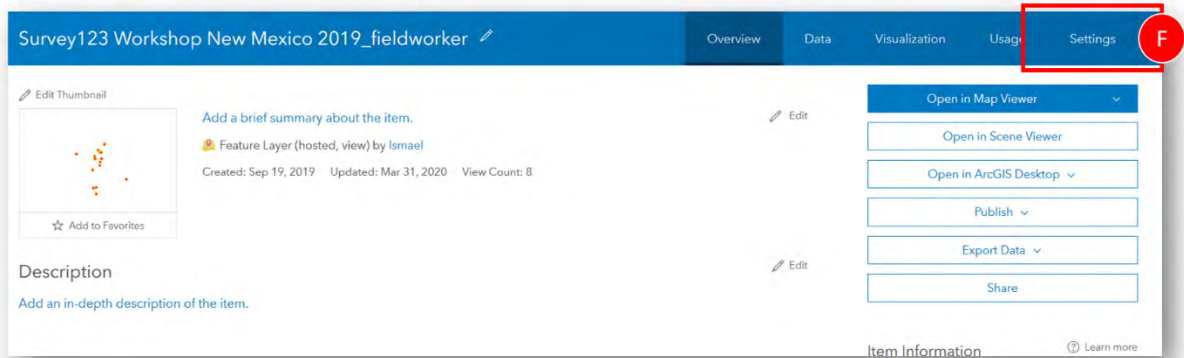 Survey123 Workshop New Mexico 2019_fieldworker
Overview Data Visualization Usage Settings
F
Edit Thumbnail
Add a brief summary about the item.
Edit
Feature Layer (hosted, view) by Ismael
Created: Sep 19, 2019 Updated: Mar 31, 2020 View Count: 8
Add to Favorites
Description
Edit
Add an in-depth description of the item.
Open in Map Viewer
Open in Scene Viewer
Open in ArcGIS Desktop
Publish
Export Data
Share
Item Information
Learn more